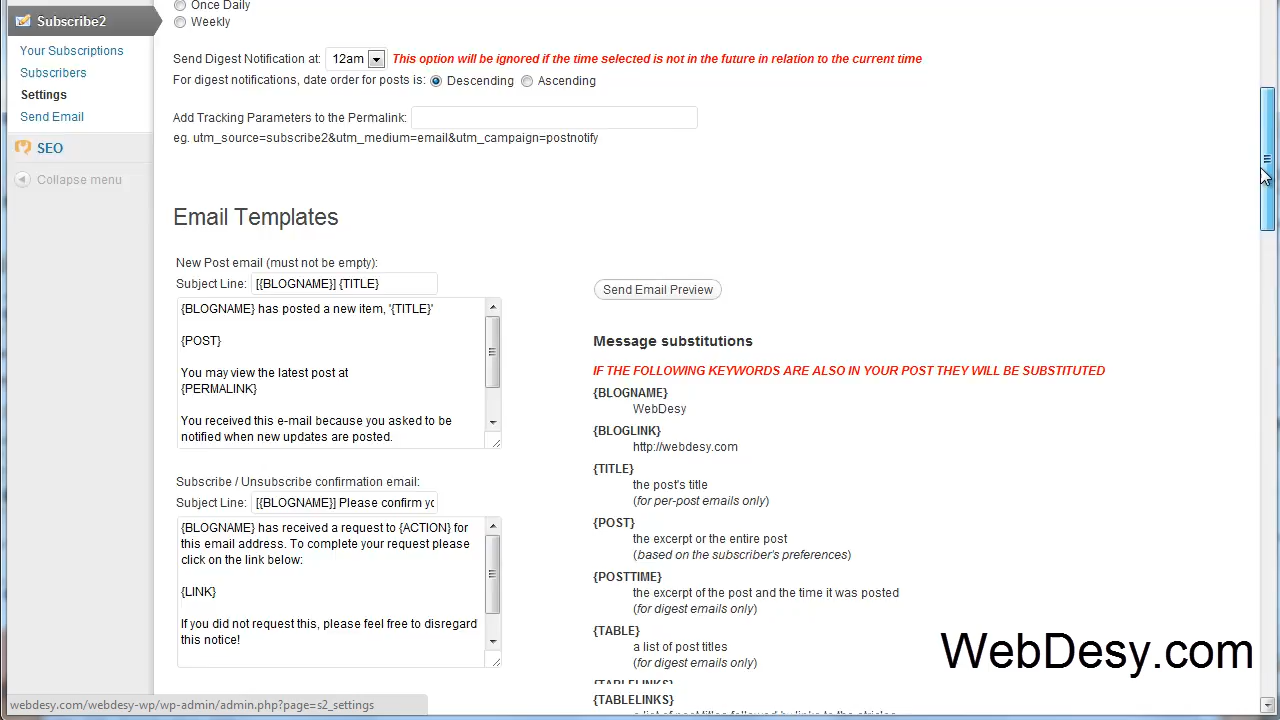 Once Daily
Subscribe2
Weekly
Your Subscriptions
Subscribers
Settings
Send Email
SEO
Collapse menu
Send Digest Notification at: 12am This option will be ignored if the time selected is not in the future in relation to the current time
For digest notifications, date order for posts is: Descending Ascending
Add Tracking Parameters to the Permalink:
eg. utm_source=subscribe2&utm_medium=email&utm_campaign=postnotify
Email Templates
New Post email (must not be empty):
Subject Line: [{BLOGNAME}] {TITLE}
{BLOGNAME} has posted a new item, '{TITLE}'
{POST}
You may view the latest post at
{PERMALINK}
You received this e-mail because you asked to be
notified when new updates are posted.
Subscribe / Unsubscribe confirmation email:
Subject Line: [{BLOGNAME}] Please confirm yo
{BLOGNAME} has received a request to {ACTION} for
this email address. To complete your request please
click on the link below:
{LINK}
If you did not request this, please feel free to disregard
this notice!
Send Email Preview
Message substitutions
IF THE FOLLOWING KEYWORDS ARE ALSO IN YOUR POST THEY WILL BE SUBSTITUTED
{BLOGNAME}
WebDesy
{BLOGLINK}
http://webdesy.com
{TITLE}
the post's title
(for per-post emails only)
{POST}
the excerpt or the entire post
(based on the subscriber's preferences)
{POSTTIME}
the excerpt of the post and the time it was posted
(for digest emails only)
{TABLE}
a list of post titles
(for digest emails only)
{TABLELINKS}
WebDesy.com
webdesy.com/webdesy-wp/wp-admin/admin.php?page=s2_settings